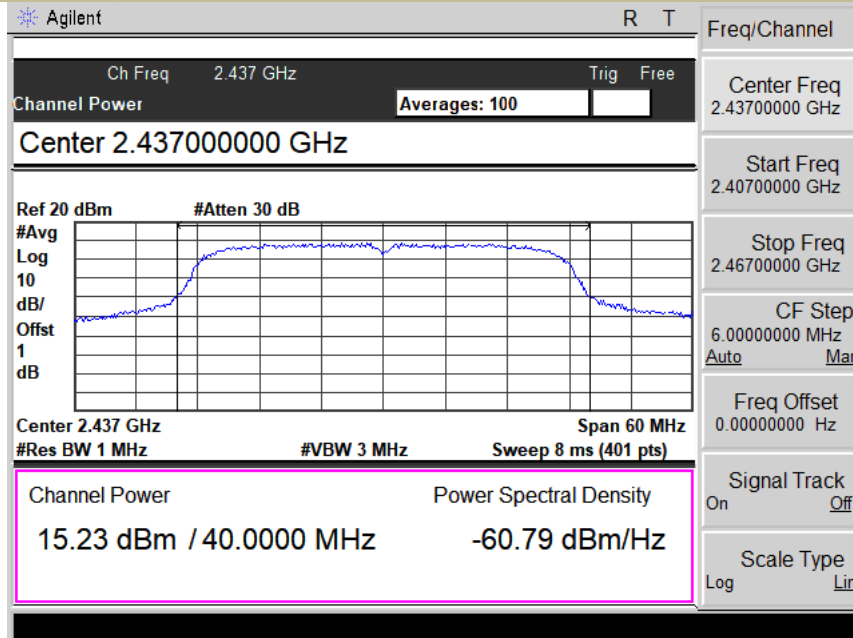 Agilent R T
Ch Freq 2.437 GHz Trig Free
Channel Power Averages: 100
Center 2.437000000 GHz
Ref 20 dBm #Atten 30 dB
#Avg
Log
10
dB/
Offst
1
dB
Center 2.437 GHz Span 60 MHz
#Res BW 1 MHz #VBW 3 MHz Sweep 8 ms (401 pts)
Channel Power Power Spectral Density
15.23 dBm / 40.0000 MHz -60.79 dBm/Hz
Freq/Channel
Center Freq
2.43700000 GHz
Start Freq
2.40700000 GHz
Stop Freq
2.46700000 GHz
CF Step
6.00000000 MHz
Auto Man
Freq Offset
0.00000000 Hz
Signal Track
On Off
Scale Type
Log Lin